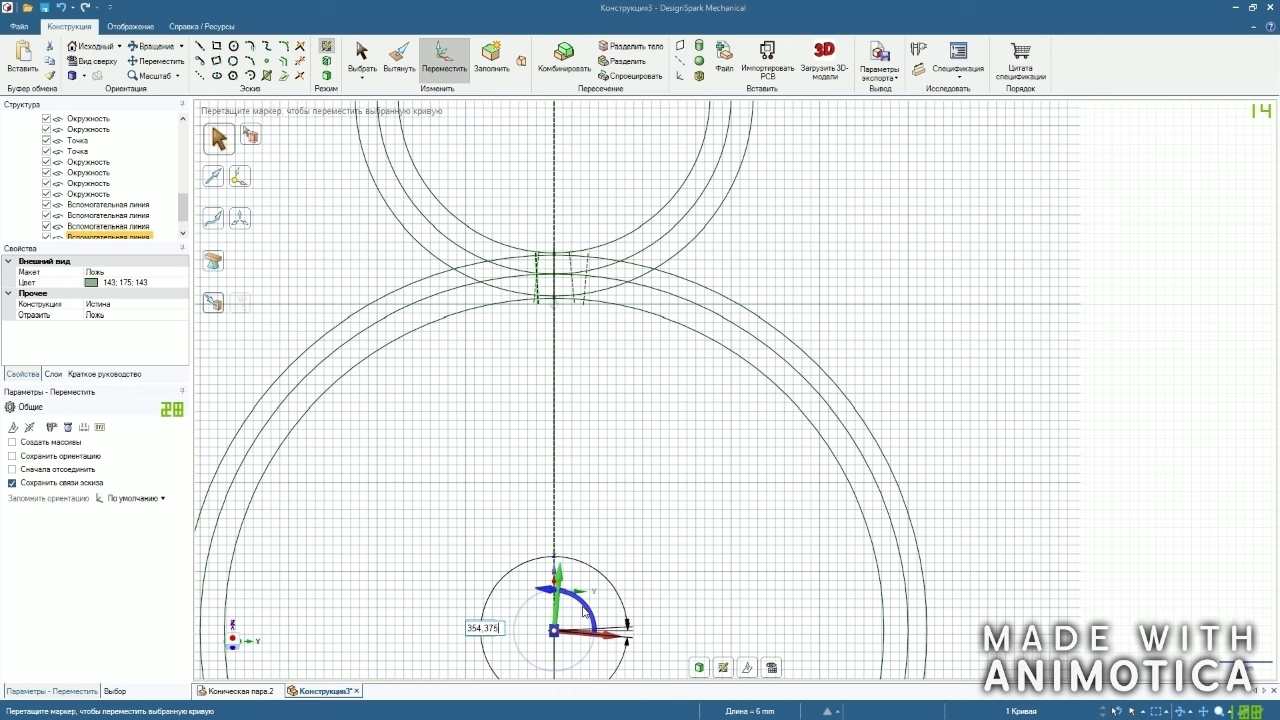 Конструкция3 - DesignSpark Mechanical
Файл Конструкция Отображение Справка / Ресурсы
Вставить
Исходный Вращение
Вид сверху Переместить
Масштаб
Выбрать Вытянуть Переместить Заполнить
Комбинировать
Разделить тело
Разделить
Спроецировать
Файл
Импортировать PCB
Загрузить 3D-модели
Параметры экспорта
Спецификация
Цитата спецификации
Буфер обмена Ориентация Эскиз Режим Изменить Пересечение Вставить Вывод Исследовать Порядок
Структура
Окружность
Окружность
Точка
Точка
Окружность
Окружность
Окружность
Окружность
Вспомогательная линия
Вспомогательная линия
Вспомогательная линия
Вспомогательная линия
Свойства
Внешний вид
Макет Ложь
Цвет 143; 175; 143
Прочее
Конструкция Истина
Отразить Ложь
Свойства Слои Краткое руководство
Параметры - Переместить
Общие
28
Создать массивы
Сохранить ориентацию
Сначала отсоединить
Сохранить связи эскиза
Запомнить ориентацию По умолчанию
Перетащите маркер, чтобы переместить выбранную кривую
14
354,375
Y
Z
Y
MADE WITH
ANIMOTICA
Параметры - Переместить Выбор
Коническая пара.2 Конструкция3*
Перетащите маркер, чтобы переместить выбранную кривую
Длина = 6 mm
1 Кривая